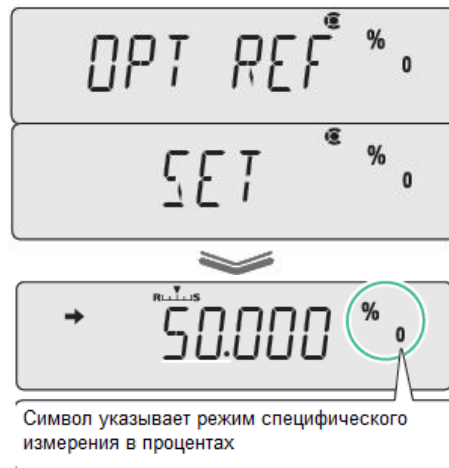 OPT REF % 0
SET % 0
R S
50.000 % 0
Символ указывает режим специфического
измерения в процентах